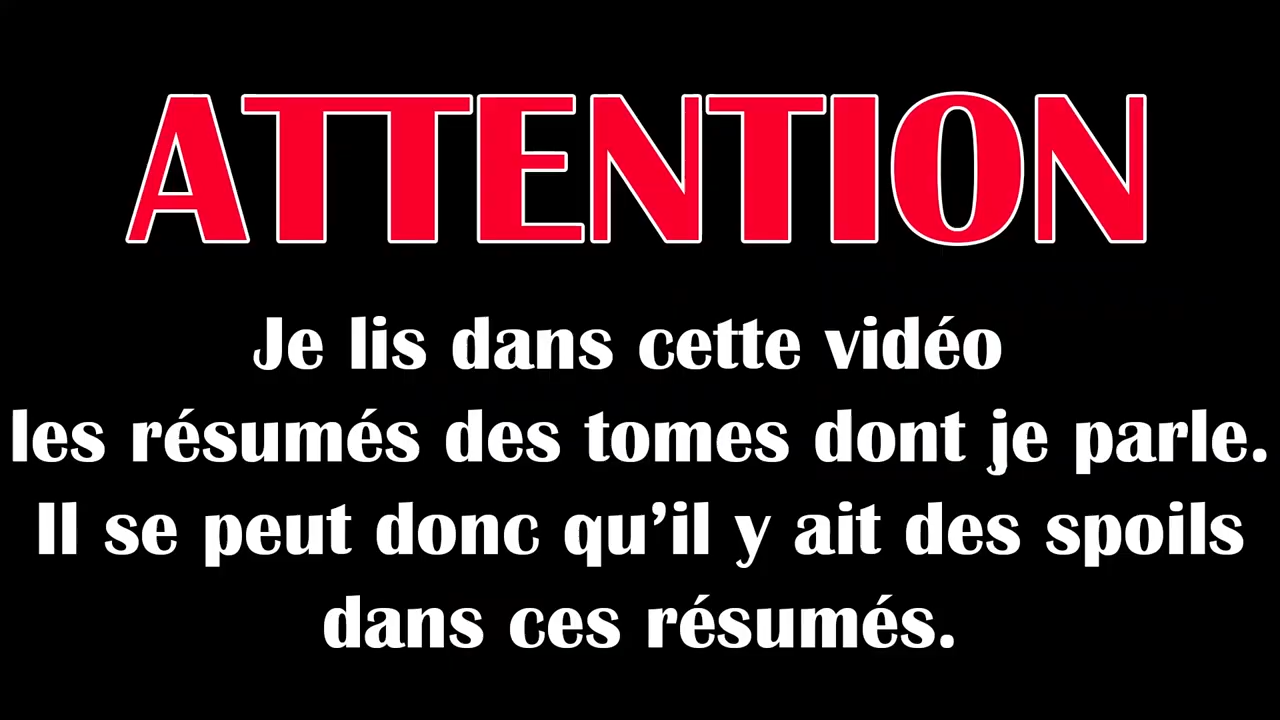 ATTENTION
Je lis dans cette vidéo
les résumés des tomes dont je parle.
Il se peut donc qu’il y ait des spoils
dans ces résumés.